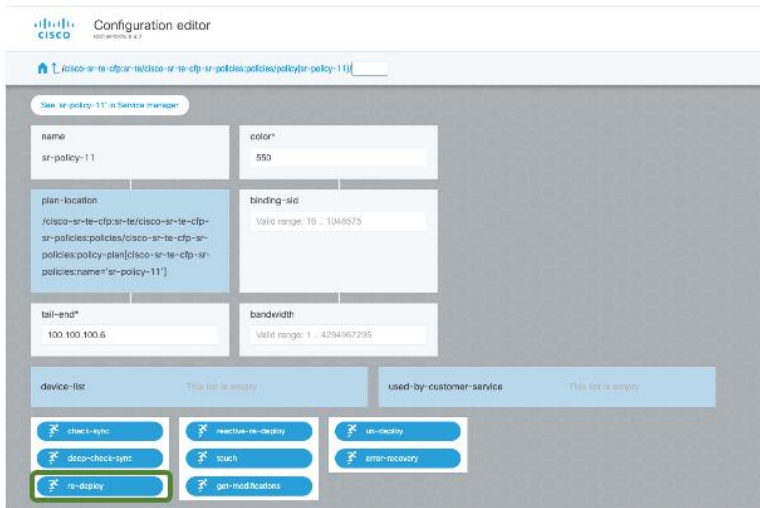 CISCO
Configuration editor
/cisco-sr-te-cfp:sr-te/cisco-sr-te-cfp-sr-policies:policies/policy{sr-policy-11}/
See 'sr-policy-11' in Service manager
name
sr-policy-11
color*
550
plan-location
/cisco-sr-te-cfp:sr-te/cisco-sr-te-cfp-
sr-policies:policies/cisco-sr-te-cfp-sr-
policies:policy-plan[cisco-sr-te-cfp-sr-
policies:name='sr-policy-11']
binding-sid
Valid range: 16 .. 1048575
tail-end*
100.100.100.6
bandwidth
Valid range: 1 .. 4294967295
device-list
This list is empty
used-by-customer-service
This list is empty
check-sync
reactive-re-deploy
un-deploy
deep-check-sync
touch
error-recovery
re-deploy
get-modifications